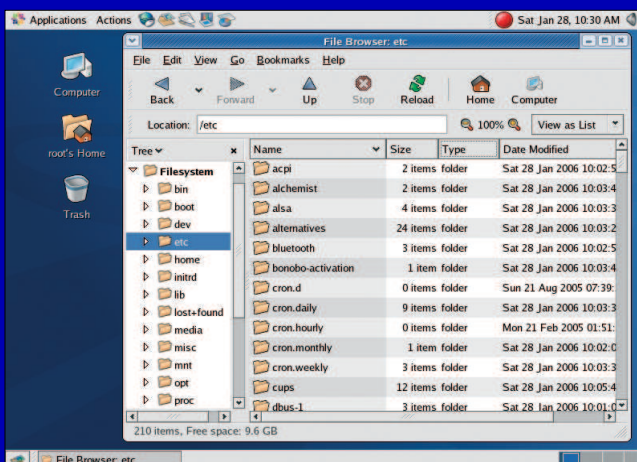 Applications Actions Sat Jan 28, 10:30 AM
File Browser: etc
File Edit View Go Bookmarks Help
Back Forward Up Stop Reload Home Computer
Location: /etc 100% View as List
Computer
root's Home
Trash
Tree Name Size Type Date Modified
Filesystem
bin
boot
dev
etc
home
initrd
lib
lost+found
media
misc
mnt
opt
proc
acpi 2 items folder Sat 28 Jan 2006 10:02:5
alchemist 2 items folder Sat 28 Jan 2006 10:03:4
alsa 4 items folder Sat 28 Jan 2006 10:03:3
alternatives 24 items folder Sat 28 Jan 2006 10:03:2
bluetooth 3 items folder Sat 28 Jan 2006 10:02:5
bonobo-activation 1 item folder Sat 28 Jan 2006 10:03:4
cron.d 0 items folder Sun 21 Aug 2005 07:39:
cron.daily 9 items folder Sat 28 Jan 2006 10:03:3
cron.hourly 0 items folder Mon 21 Feb 2005 01:51:
cron.monthly 1 item folder Sat 28 Jan 2006 10:02:0
cron.weekly 3 items folder Sat 28 Jan 2006 10:03:3
cups 12 items folder Sat 28 Jan 2006 10:05:4
dbus-1 3 items folder Sat 28 Jan 2006 10:01:0
210 items, Free space: 9.6 GB
File Browser: etc